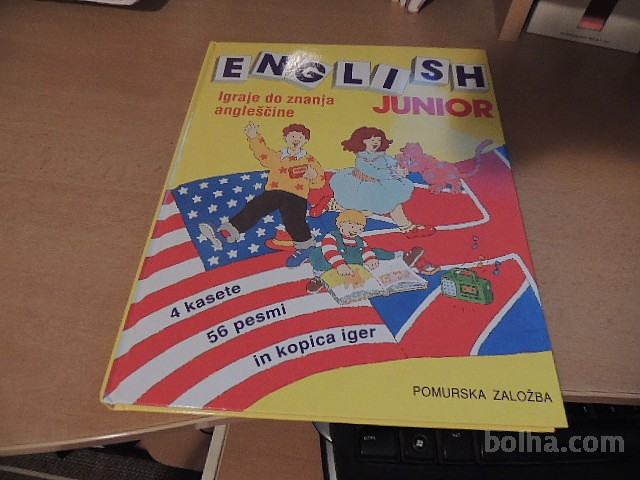 ENGLISH
JUNIOR
Igraje do znanja
angleščine
4 kasete
56 pesmi
in kopica iger
POMURSKA ZALOŽBA
bolha.com